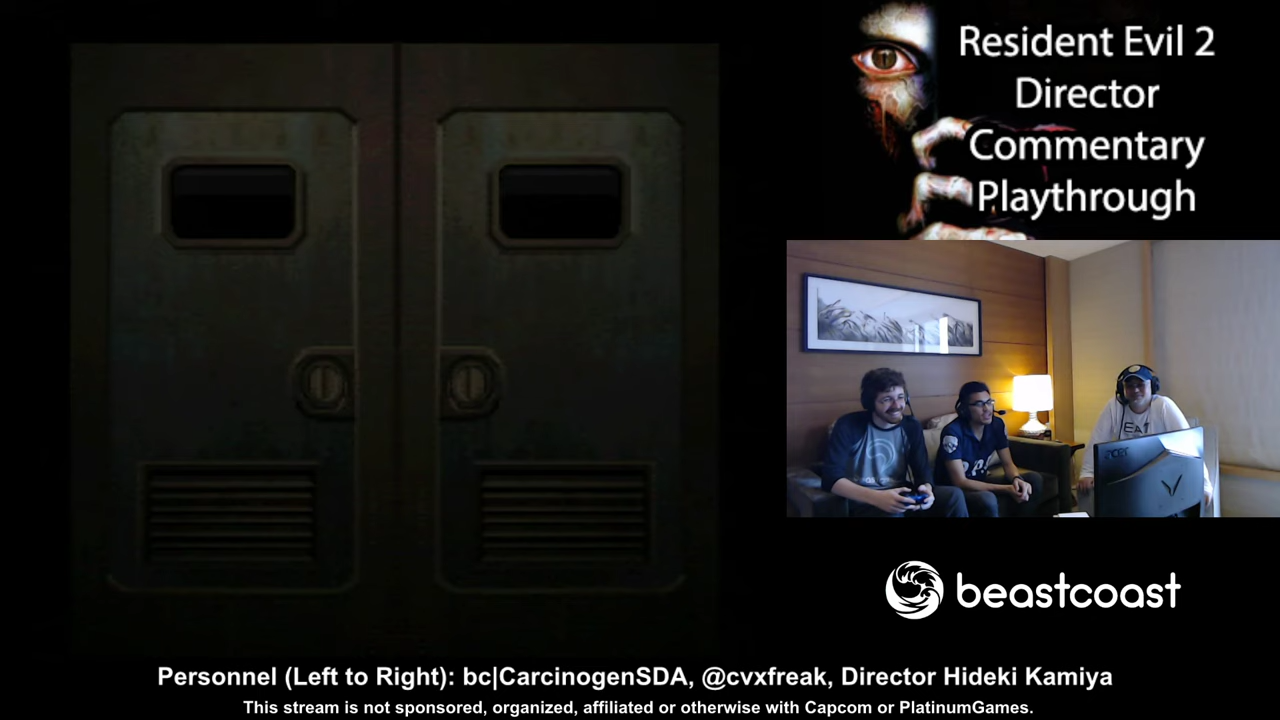 Resident Evil 2
Director
Commentary
Playthrough
acer
beastcoast
Personnel (Left to Right): bc|CarcinogenSDA, @cvxfreak, Director Hideki Kamiya
This stream is not sponsored, organized, affiliated or otherwise with Capcom or PlatinumGames.